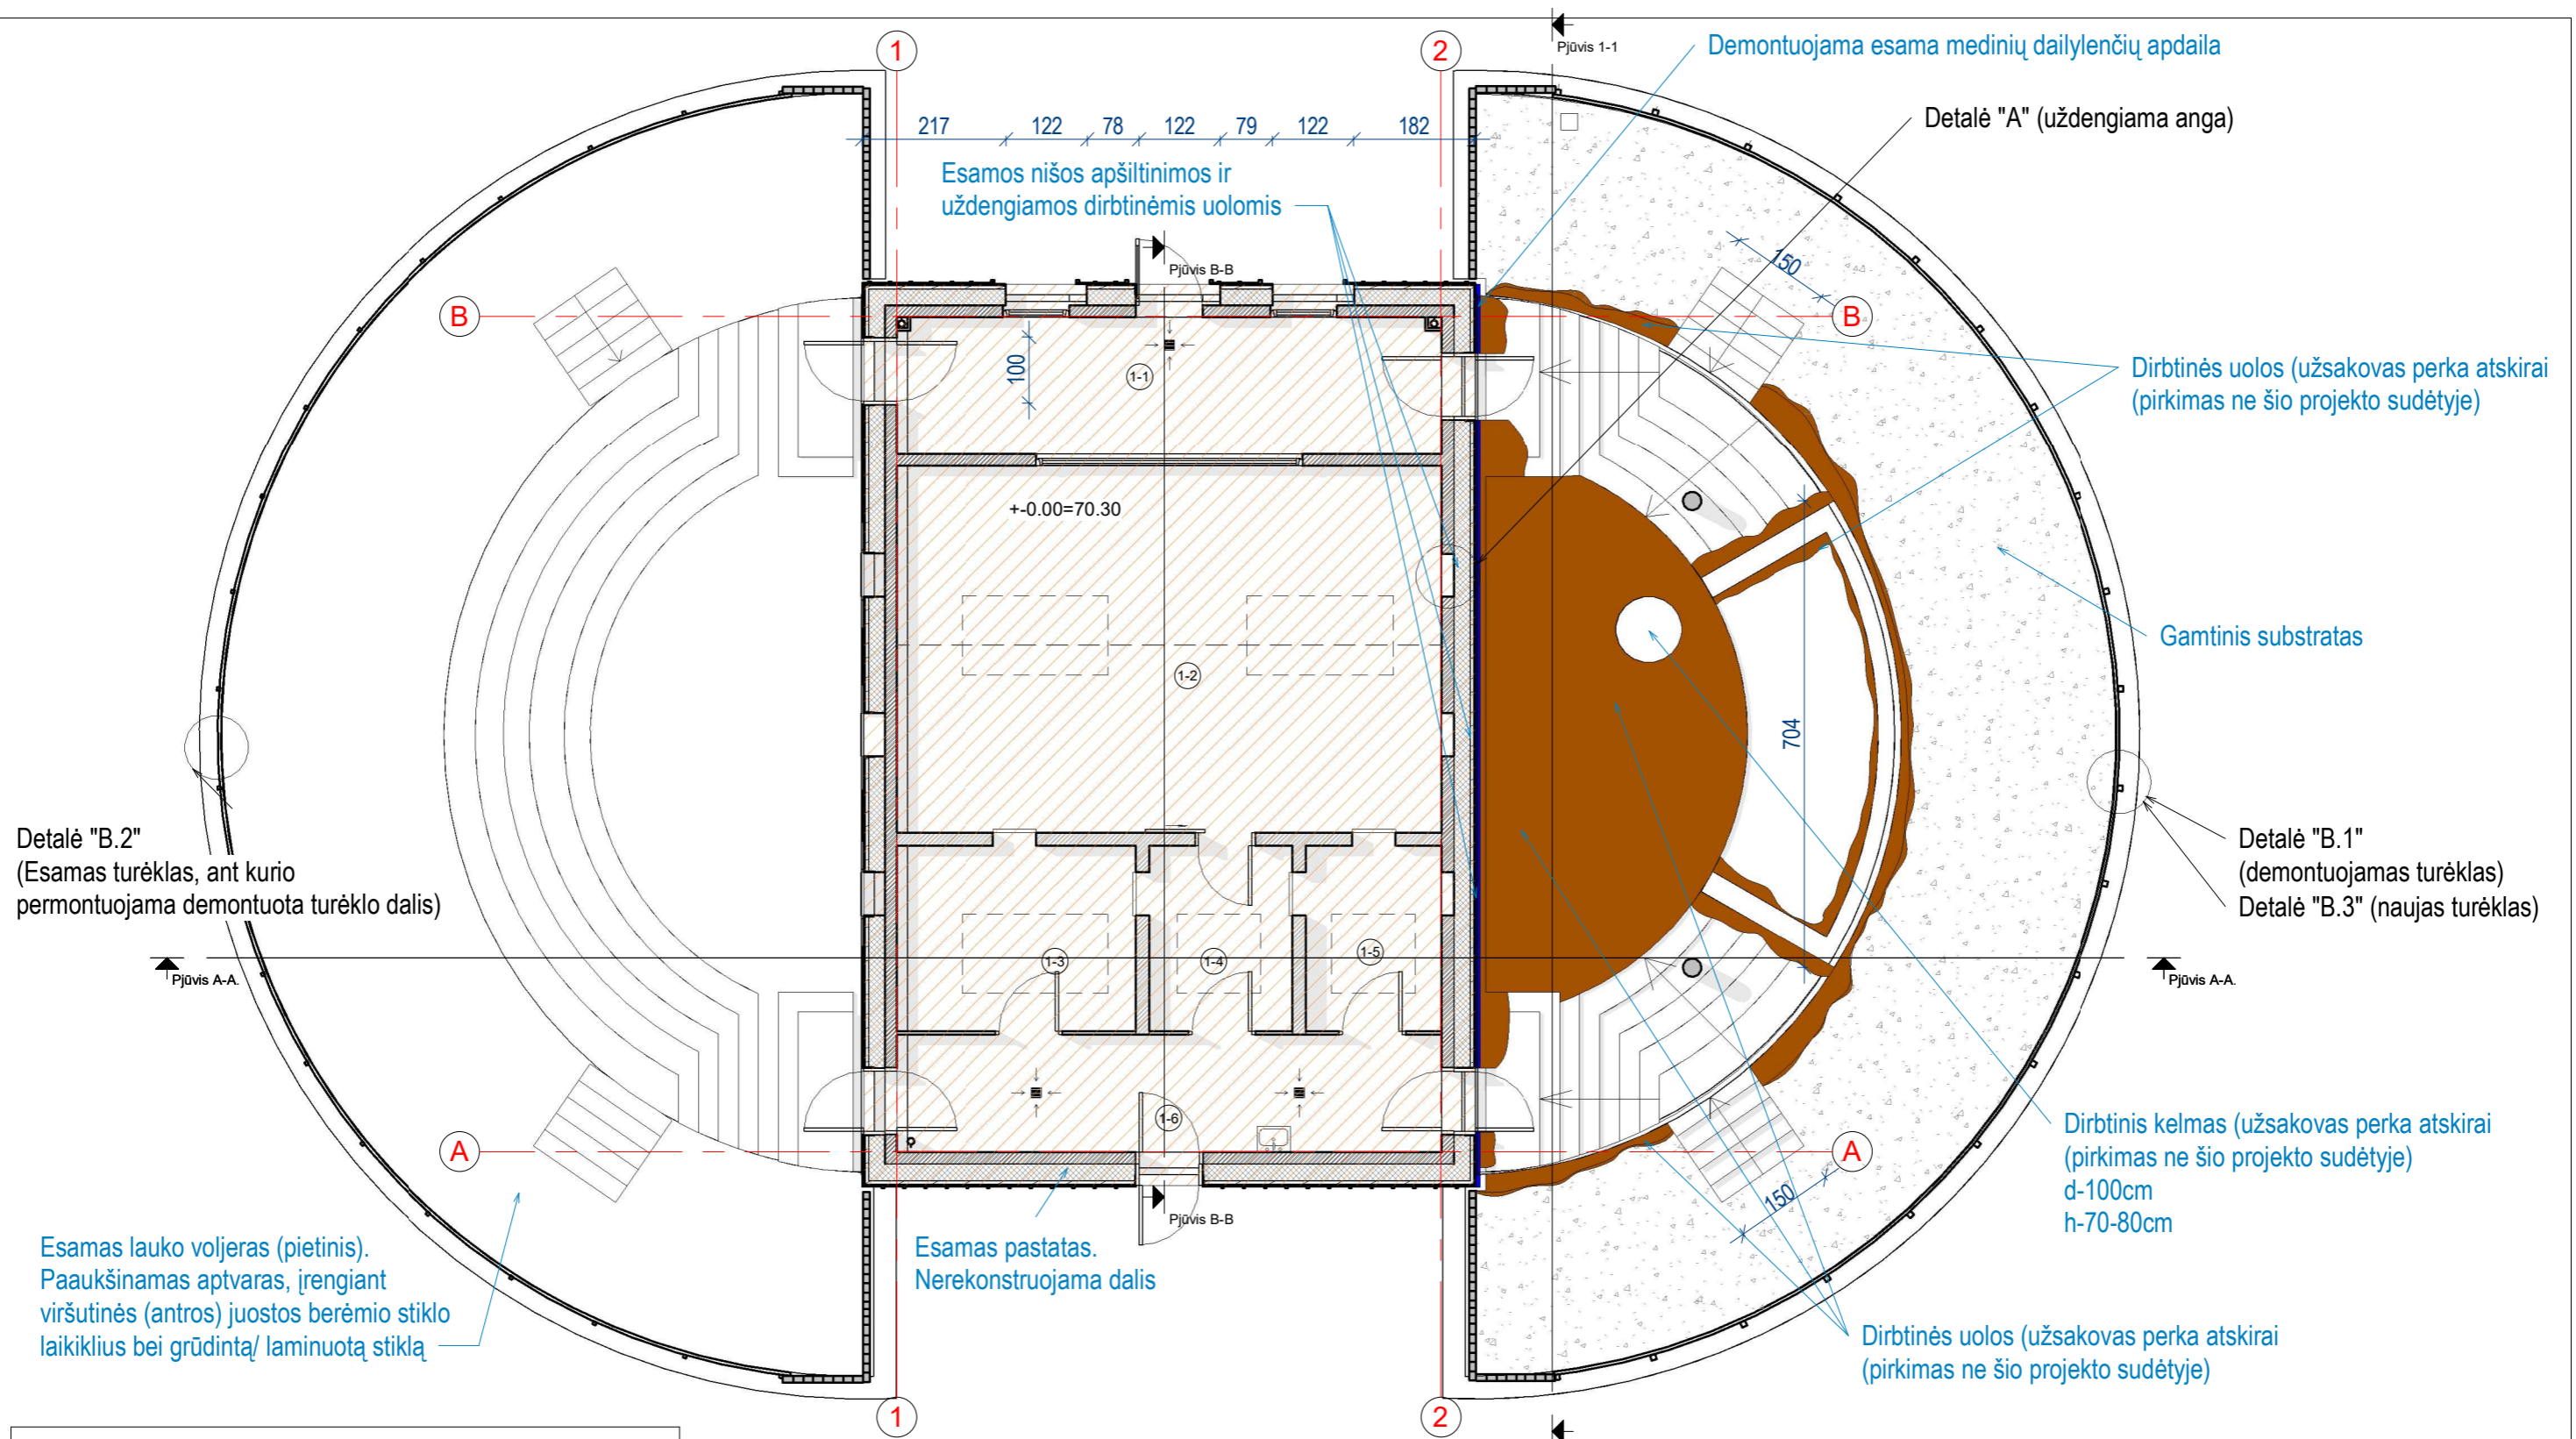 1
2
Pjūvis 1-1
Demontuojama esama medinių dailylenčių apdaila
Detalė "A" (uždengiama anga)
217 122 78 122 79 122 182
Esamos nišos apšiltinimos ir
uždengiamos dirbtinėmis uolomis
Pjūvis B-B
150
B
B
100
1-1
Dirbtinės uolos (užsakovas perka atskirai
(pirkimas ne šio projekto sudėtyje)
+-0.00=70.30
Gamtinis substratas
1-2
704
Detalė "B.2"
(Esamas turėklas, ant kurio
permontuojama demontuota turėklo dalis)
Detalė "B.1"
(demontuojamas turėklas)
Detalė "B.3" (naujas turėklas)
1-3
1-4
1-5
Pjūvis A-A.
Pjūvis A-A.
1-6
A
A
Dirbtinis kelmas (užsakovas perka atskirai
(pirkimas ne šio projekto sudėtyje)
d-100cm
h-70-80cm
150
Pjūvis B-B
Esamas lauko voljeras (pietinis).
Paaukšinamas aptvaras, įrengiant
viršutinės (antros) juostos berėmio stiklo
laikiklius bei grūdintą/ laminuotą stiklą
Esamas pastatas.
Nerekonstruojama dalis
Dirbtinės uolos (užsakovas perka atskirai
(pirkimas ne šio projekto sudėtyje)
1
2